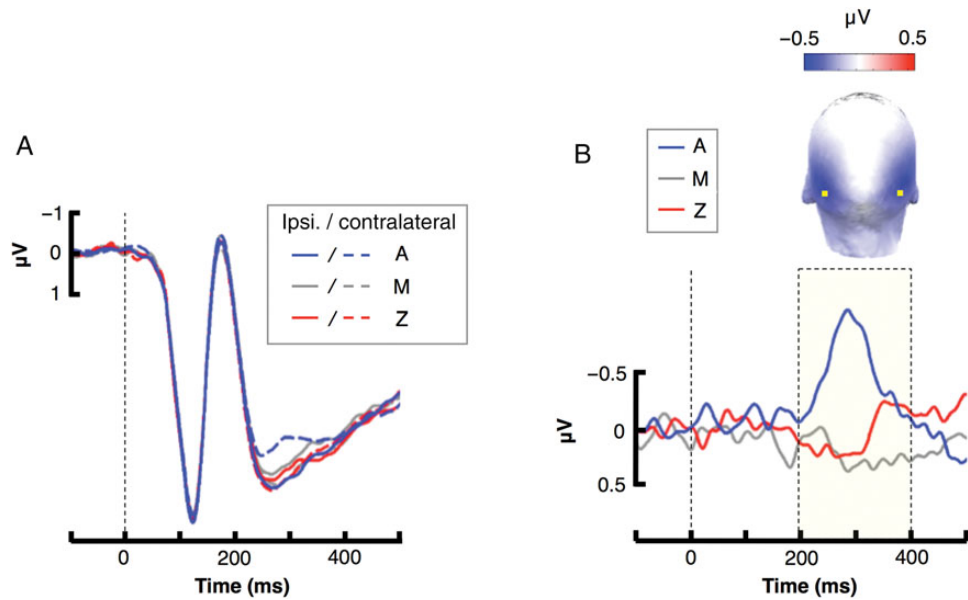 A
−1
0
1
µV
Ipsi. / contralateral
/ A
/ M
/ Z
0
200
400
Time (ms)
B
µV
−0.5
0.5
A
M
Z
−0.5
0
0.5
µV
0
200
400
Time (ms)